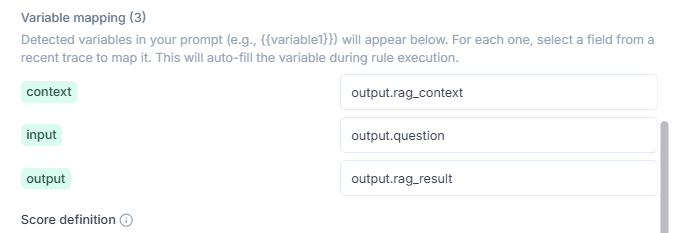 Variable mapping (3)
Detected variables in your prompt (e.g., {{variable1}}) will appear below. For each one, select a field from a
recent trace to map it. This will auto-fill the variable during rule execution.
context
output.rag_context
input
output.question
output
output.rag_result
Score definition